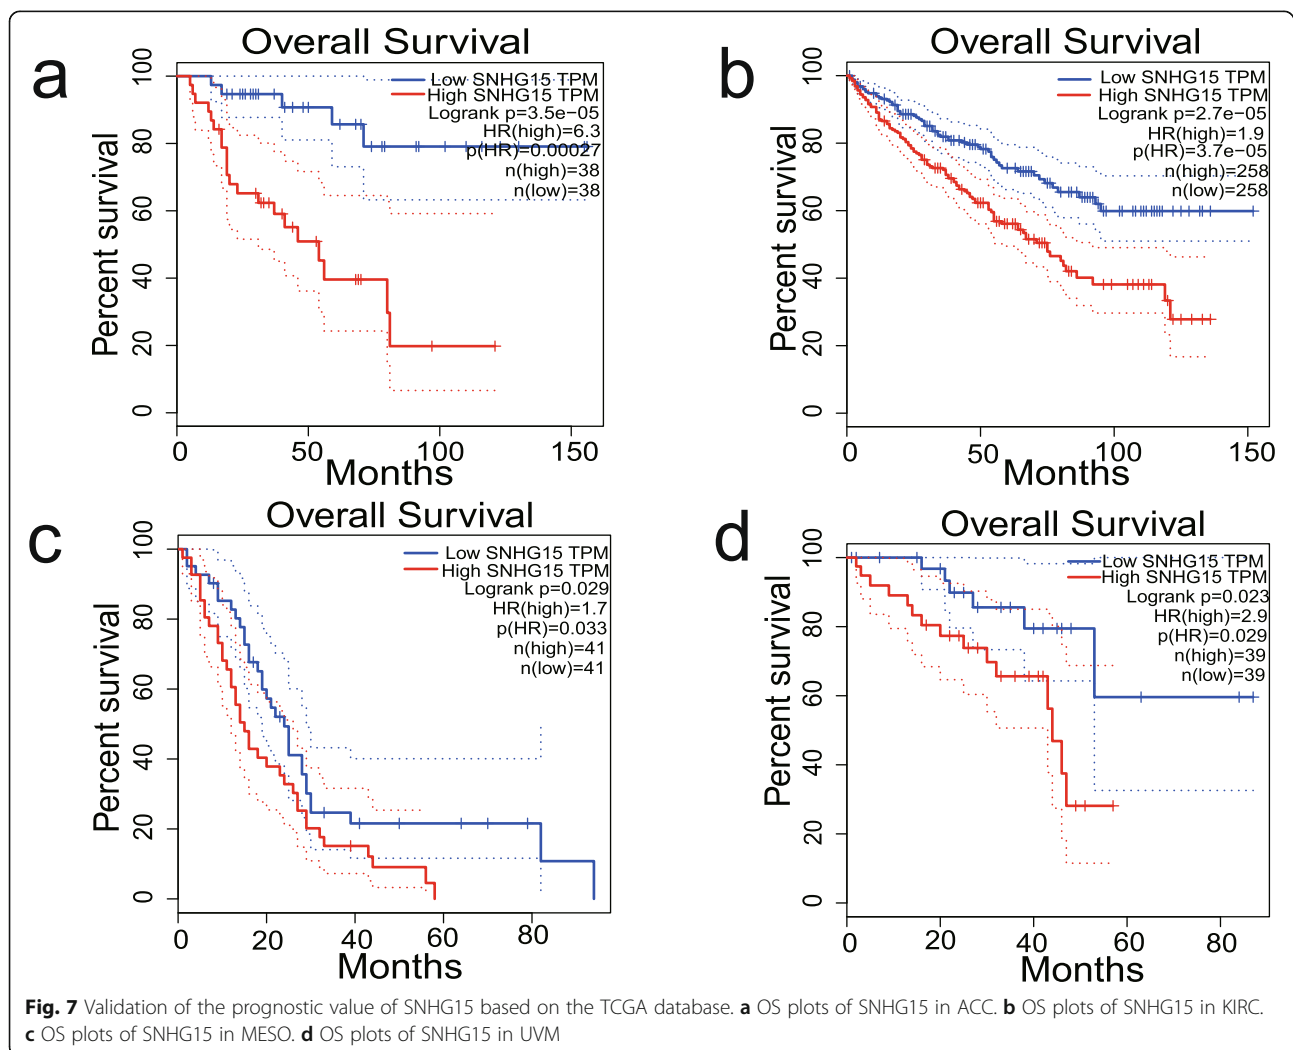 a
Overall Survival
Percent survival
100
80
60
40
20
0
Low SNHG15 TPM
High SNHG15 TPM
Logrank p=3.5e−05
HR(high)=6.3
p(HR)=0.00027
n(high)=38
n(low)=38
0 50 100 150
Months
b
Overall Survival
Percent survival
100
80
60
40
20
0
Low SNHG15 TPM
High SNHG15 TPM
Logrank p=2.7e−05
HR(high)=1.9
p(HR)=3.7e−05
n(high)=258
n(low)=258
0 50 100 150
Months
c
Overall Survival
Percent survival
100
80
60
40
20
0
Low SNHG15 TPM
High SNHG15 TPM
Logrank p=0.029
HR(high)=1.7
p(HR)=0.033
n(high)=41
n(low)=41
0 20 40 60 80
Months
d
Overall Survival
Percent survival
100
80
60
40
20
0
Low SNHG15 TPM
High SNHG15 TPM
Logrank p=0.023
HR(high)=2.9
p(HR)=0.029
n(high)=39
n(low)=39
0 20 40 60 80
Months
Fig. 7 Validation of the prognostic value of SNHG15 based on the TCGA database. a OS plots of SNHG15 in ACC. b OS plots of SNHG15 in KIRC.
c OS plots of SNHG15 in MESO. d OS plots of SNHG15 in UVM